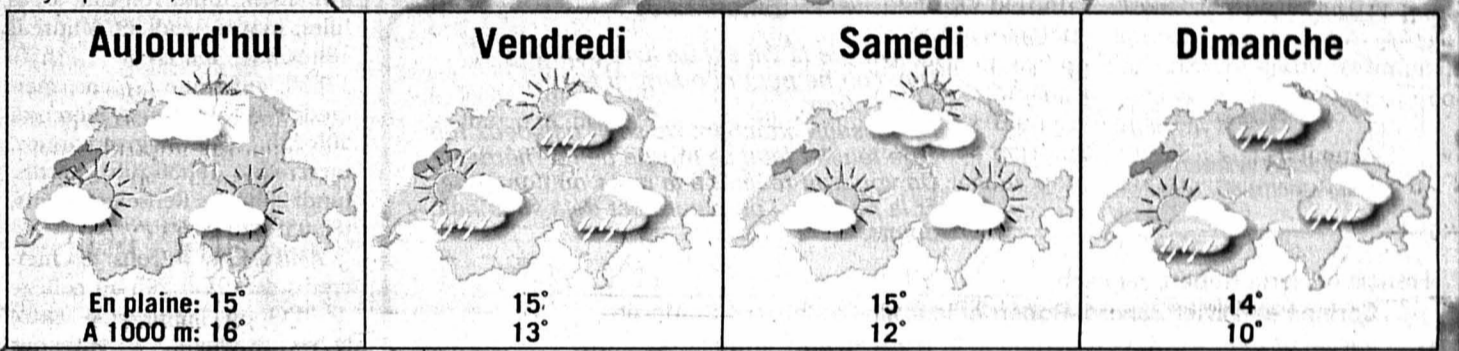 Aujourd'hui
En plaine: 15°
A 1000 m: 16°
Vendredi
15°
13°
Samedi
15°
12°
Dimanche
14°
10°